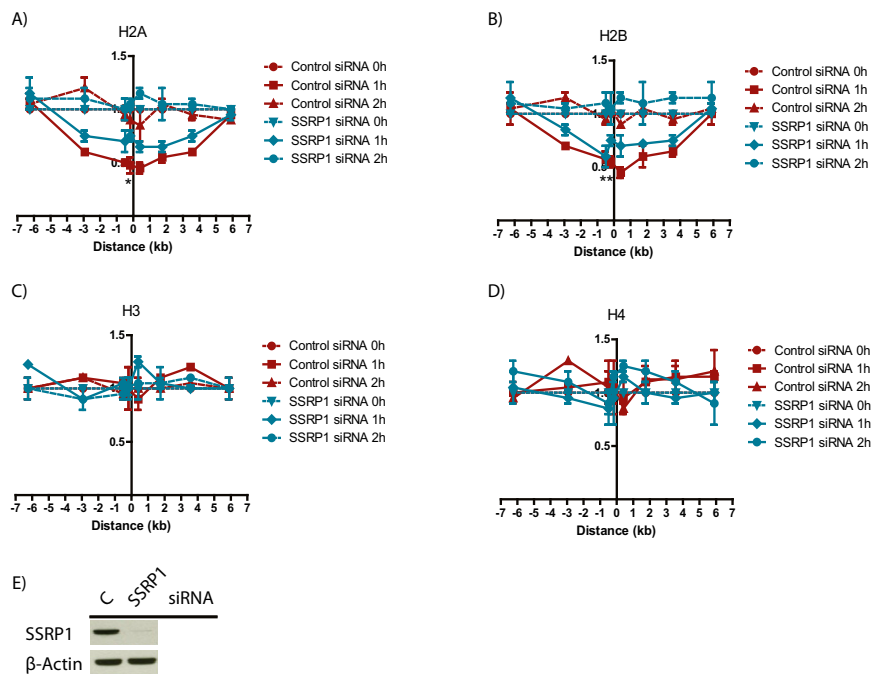 A)
H2A
1.5
0.5
*
-7 -6 -5 -4 -3 -2 -1 0 1 2 3 4 5 6 7
Distance (kb)
Control siRNA 0h
Control siRNA 1h
Control siRNA 2h
SSRP1 siRNA 0h
SSRP1 siRNA 1h
SSRP1 siRNA 2h
B)
H2B
1.5
0.5
**
-7 -6 -5 -4 -3 -2 -1 0 1 2 3 4 5 6 7
Distance (kb)
Control siRNA 0h
Control siRNA 1h
Control siRNA 2h
SSRP1 siRNA 0h
SSRP1 siRNA 1h
SSRP1 siRNA 2h
C)
H3
1.5
0.5
-7 -6 -5 -4 -3 -2 -1 0 1 2 3 4 5 6 7
Distance (kb)
Control siRNA 0h
Control siRNA 1h
Control siRNA 2h
SSRP1 siRNA 0h
SSRP1 siRNA 1h
SSRP1 siRNA 2h
D)
H4
1.5
0.5
-7 -6 -5 -4 -3 -2 -1 0 1 2 3 4 5 6 7
Distance (kb)
Control siRNA 0h
Control siRNA 1h
Control siRNA 2h
SSRP1 siRNA 0h
SSRP1 siRNA 1h
SSRP1 siRNA 2h
E)
C SSRP1 siRNA
SSRP1
β-Actin